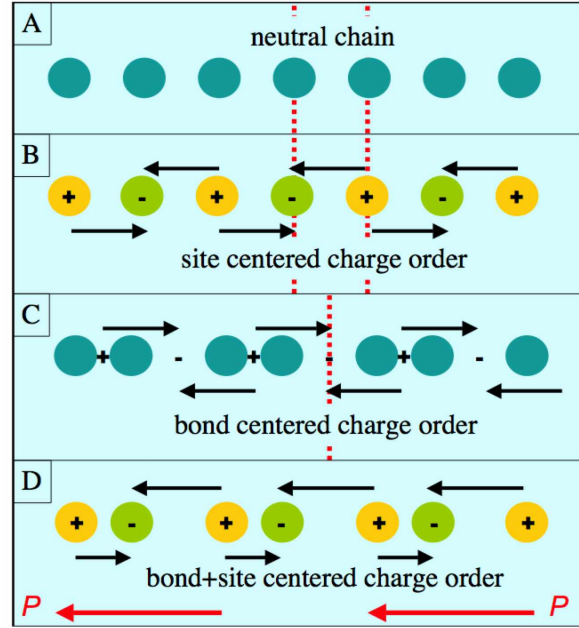 A
neutral chain
B
+ - + - + - +
site centered charge order
C
+ - + - + -
bond centered charge order
D
+ - + - + - +
bond+site centered charge order
P P